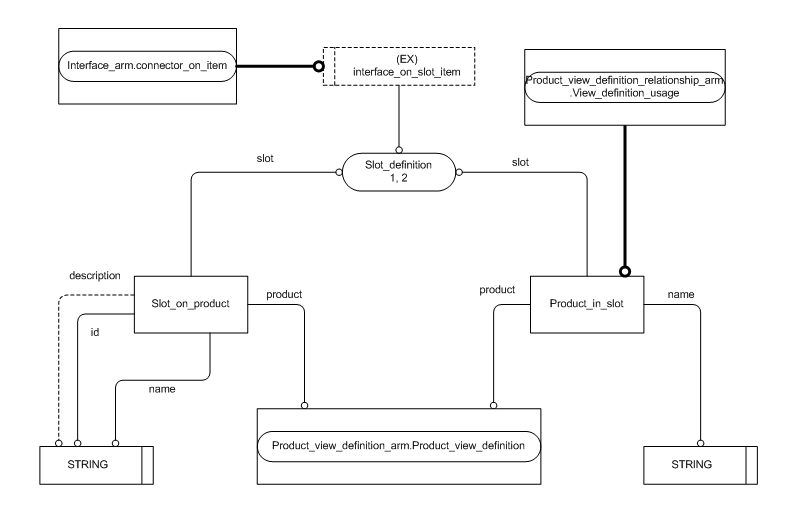 Interface_arm.connector_on_item
(EX)
interface_on_slot_item
Product_view_definition_relationship_arm
.View_definition_usage
slot
Slot_definition
1, 2
slot
description
Slot_on_product
product
product
Product_in_slot
name
id
name
STRING
Product_view_definition_arm.Product_view_definition
STRING